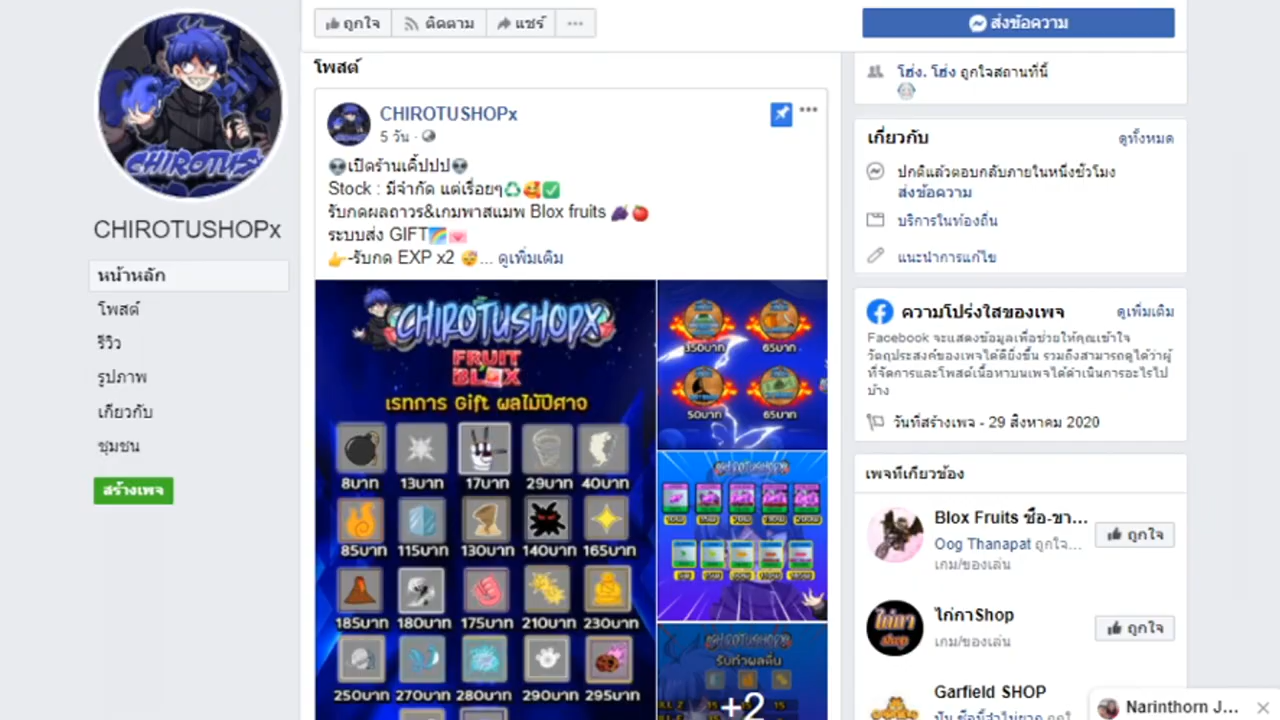 CHIROTUS
CHIROTUSHOPx
หน้าหลัก
โพสต์
รีวิว
รูปภาพ
เกี่ยวกับ
ชุมชน
สร้างเพจ
ถูกใจ
ติดตาม
แชร์
โพสต์
CHIROTUSHOPx
5 วัน ·
👽เปิดร้านเค้ปปป👽
Stock : มีจำกัด แต่เรื่อยๆ♻️🥰✅
รับกดผลถาวร&เกมพาสแมพ Blox fruits 🍇🍅
ระบบส่ง GIFT🌈💌
👉-รับกด EXP x2 😴... ดูเพิ่มเติม
CHIROTUSHOPX
FRUIT
BLOX
เรทการ Gift ผลไม้ปีศาจ
8บาท 13บาท 17บาท 29บาท 40บาท
85บาท 115บาท 130บาท 140บาท 165บาท
185บาท 180บาท 175บาท 210บาท 230บาท
250บาท 270บาท 280บาท 290บาท 295บาท
350บาท 65บาท
50บาท 65บาท
CHIROTUSHOPX
CHIROTUSHOPX
รับทำผลตื่น
+2
ส่งข้อความ
โฮ่ง. โฮ่ง ถูกใจสถานที่นี้
เกี่ยวกับ
ดูทั้งหมด
ปกติแล้วตอบกลับภายในหนึ่งชั่วโมง
ส่งข้อความ
บริการในท้องถิ่น
แนะนำการแก้ไข
ความโปร่งใสของเพจ
ดูเพิ่มเติม
Facebook จะแสดงข้อมูลเพื่อช่วยให้คุณเข้าใจ
วัตถุประสงค์ของเพจได้ดียิ่งขึ้น รวมถึงสามารถดูได้ว่าผู้
ที่จัดการและโพสต์เนื้อหาบนเพจได้ดำเนินการอะไรไป
บ้าง
วันที่สร้างเพจ - 29 สิงหาคม 2020
เพจที่เกี่ยวข้อง
Blox Fruits ซื้อ-ขา...
Oog Thanapat ถูกใจ...
เกม/ของเล่น
ถูกใจ
ไก่กาShop
เกม/ของเล่น
ถูกใจ
ไก่กา
shop
Garfield SHOP
Narinthorn J...